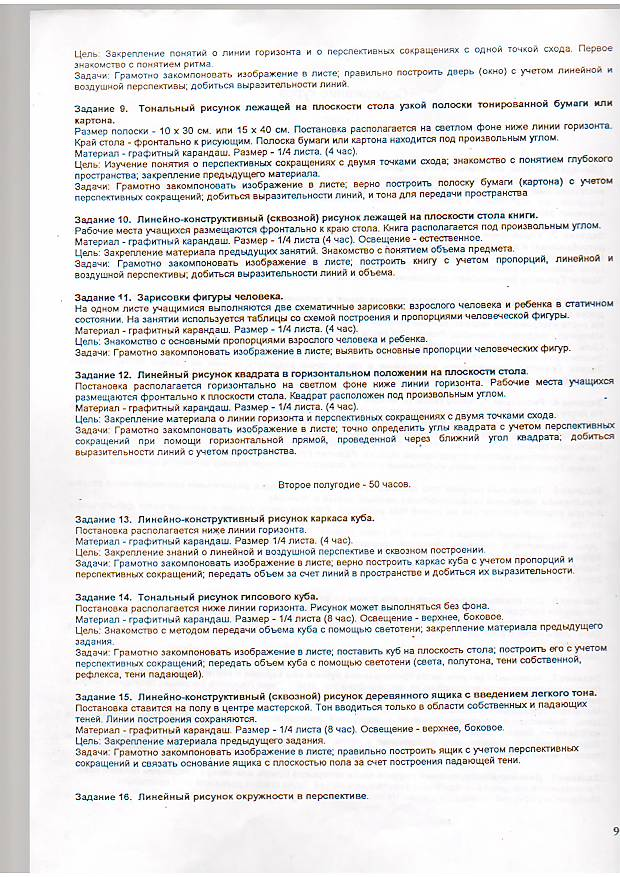 Цель: Закрепление понятий о линии горизонта и о перспективных сокращениях с одной точкой схода. Первое
знакомство с понятием ритма.
Задачи: Грамотно закомпоновать изображение в листе; правильно построить дверь (окно) с учетом линейной и
воздушной перспективы; добиться выразительности линий.
Задание 9. Тональный рисунок лежащей на плоскости стола узкой полоски тонированной бумаги или
картона.
Размер полоски - 10 х 30 см. или 15 х 40 см. Постановка располагается на светлом фоне ниже линии горизонта.
Край стола - фронтально к рисующим. Полоска бумаги или картона находится под произвольным углом.
Материал - графитный карандаш. Размер - 1/4 листа. (4 час).
Цель: Изучение понятия о перспективных сокращениях с двумя точками схода; знакомство с понятием глубокого
пространства; закрепление предыдущего материала.
Задачи: Грамотно закомпоновать изображение в листе; верно построить полоску бумаги (картона) с учетом
перспективных сокращений; добиться выразительности линий, и тона для передачи пространства
Задание 10. Линейно-конструктивный (сквозной) рисунок лежащей на плоскости стола книги.
Рабочие места учащихся размещаются фронтально к краю стола. Книга располагается под произвольным углом.
Материал - графитный карандаш. Размер - 1/4 листа (4 час). Освещение - естественное.
Цель: Закрепление материала предыдущих занятий. Знакомство с понятием объема предмета.
Задачи: Грамотно закомпоновать изображение в листе; построить книгу с учетом пропорций, линейной и
воздушной перспективы; добиться выразительности линий и объема.
Задание 11. Зарисовки фигуры человека.
На одном листе учащимися выполняются две схематичные зарисовки: взрослого человека и ребенка в статичном
состоянии. На занятии используется таблицы со схемой построения и пропорциями человеческой фигуры.
Материал - графитный карандаш. Размер - 1/4 листа. (4 час).
Цель: Знакомство с основными пропорциями взрослого человека и ребенка.
Задачи: Грамотно закомпоновать изображение в листе; выявить основные пропорции человеческих фигур.
Задание 12. Линейный рисунок квадрата в горизонтальном положении на плоскости стола.
Постановка располагается горизонтально на светлом фоне ниже линии горизонта. Рабочие места учащихся
размещаются фронтально к плоскости стола. Квадрат расположен под произвольным углом.
Материал - графитный карандаш. Размер - 1/4 листа. (4 час).
Цель: Закрепление материала о линии горизонта и перспективных сокращениях с двумя точками схода.
Задачи: Грамотно закомпоновать изображение в листе; точно определить углы квадрата с учетом перспективных
сокращений при помощи горизонтальной прямой, проведенной через ближний угол квадрата; добиться
выразительности линий с учетом пространства.
Второе полугодие - 50 часов.
Задание 13. Линейно-конструктивный рисунок каркаса куба.
Постановка располагается ниже линии горизонта.
Материал - графитный карандаш. Размер 1/4 листа. (4 час).
Цель: Закрепление знаний о линейной и воздушной перспективе и сквозном построении.
Задачи: Грамотно закомпоновать изображение в листе; верно построить каркас куба с учетом пропорций и
перспективных сокращений; передать объем за счет линий в пространстве и добиться их выразительности.
Задание 14. Тональный рисунок гипсового куба.
Постановка располагается ниже линии горизонта. Рисунок может выполняться без фона.
Материал - графитный карандаш. Размер - 1/4 листа (8 час). Освещение - верхнее, боковое.
Цель: Знакомство с методом передачи объема куба с помощью светотени; закрепление материала предыдущего
задания.
Задачи: Грамотно закомпоновать изображение в листе; поставить куб на плоскость стола; построить его с учетом
перспективных сокращений; передать объем куба с помощью светотени (света, полутона, тени собственной,
рефлекса, тени падающей).
Задание 15. Линейно-конструктивный (сквозной) рисунок деревянного ящика с введением легкого тона.
Постановка ставится на полу в центре мастерской. Тон вводиться только в области собственных и падающих
теней. Линии построения сохраняются.
Материал - графитный карандаш. Размер - 1/4 листа (8 час). Освещение - верхнее, боковое.
Цель: Закрепление материала предыдущего задания.
Задачи: Грамотно закомпоновать изображение в листе; правильно построить ящик с учетом перспективных
сокращений и связать основание ящика с плоскостью пола за счет построения падающей тени.
Задание 16. Линейный рисунок окружности в перспективе.
9